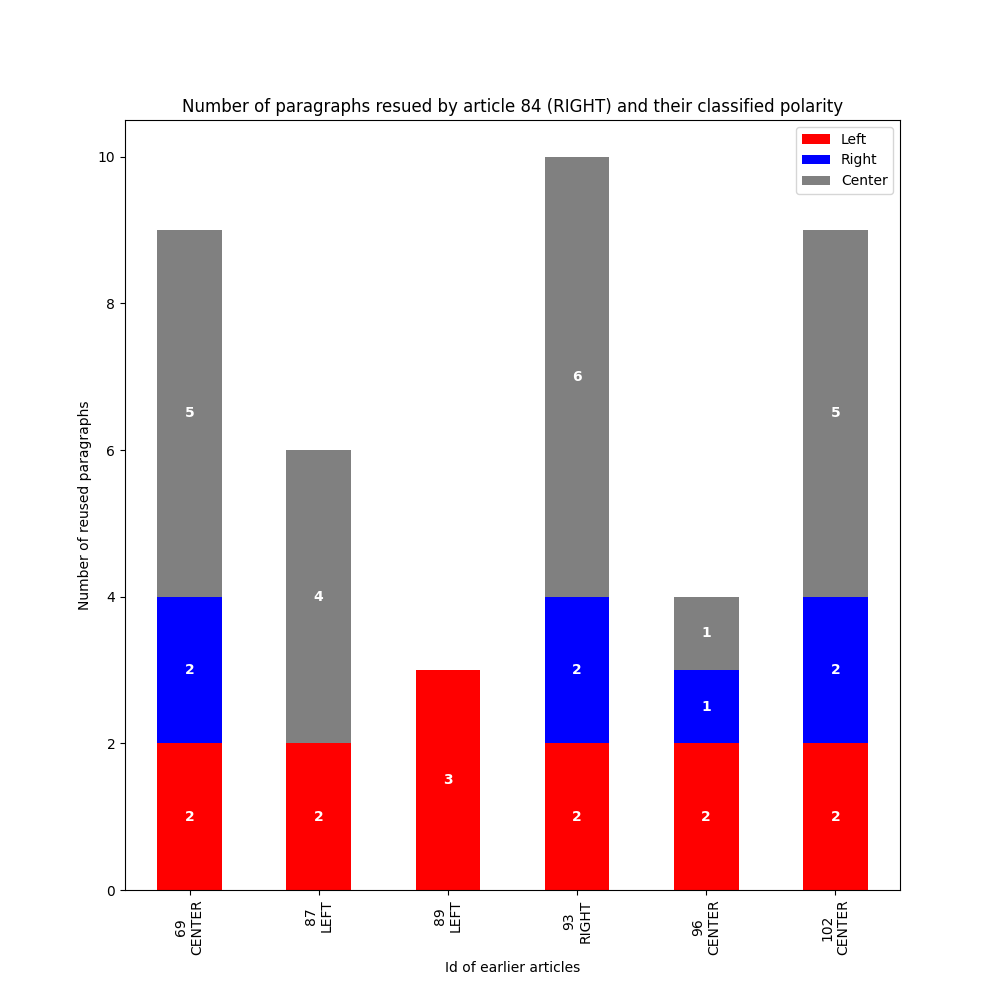 Number of paragraphs resued by article 84 (RIGHT) and their classified polarity
Left
Right
Center
10
8
6
4
2
0
Number of reused paragraphs
5
2
2
4
2
3
6
2
2
1
1
2
5
2
2
69
CENTER
87
LEFT
89
LEFT
93
RIGHT
96
CENTER
102
CENTER
Id of earlier articles